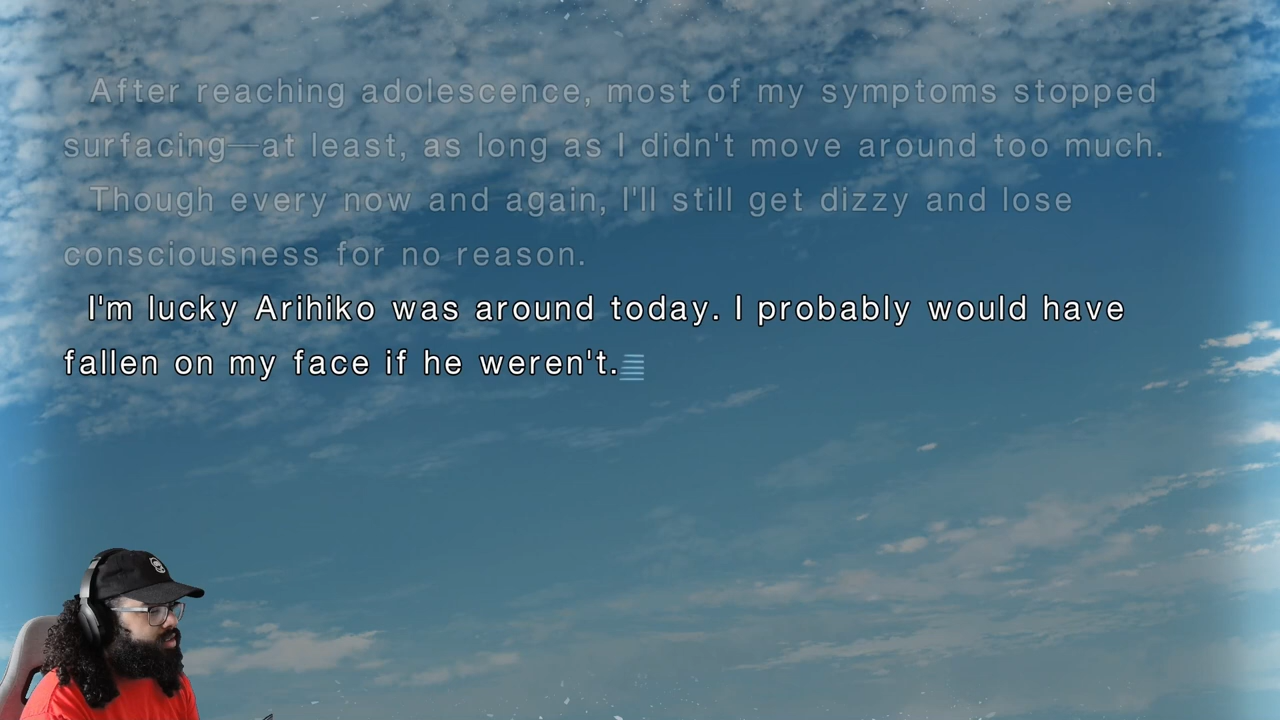 After reaching adolescence, most of my symptoms stopped
surfacing—at least, as long as I didn't move around too much.
Though every now and again, I'll still get dizzy and lose
consciousness for no reason.
I'm lucky Arihiko was around today. I probably would have
fallen on my face if he weren't.